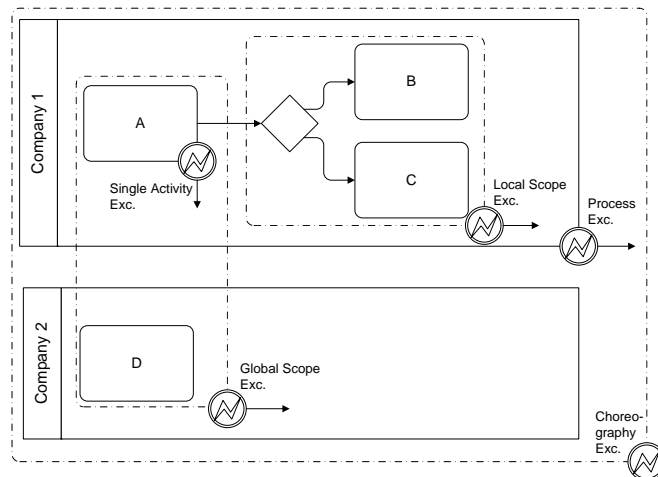 Company 1
A
B
C
Single Activity
Exc.
Local Scope
Exc.
Process
Exc.
Company 2
D
Global Scope
Exc.
Choreo-
graphy
Exc.